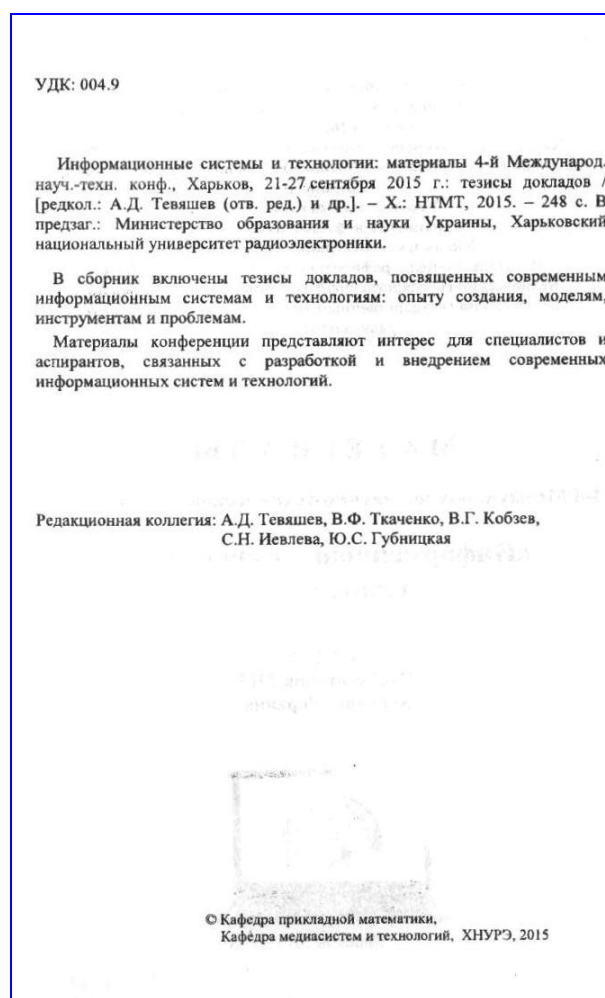 УДК: 004.9
Информационные системы и технологии: материалы 4-й Международ.
науч.-техн. конф., Харьков, 21-27 сентября 2015 г.: тезисы докладов /
[редкол.: А.Д. Тевяшев (отв. ред.) и др.]. – Х.: НТМТ, 2015. – 248 с. В
предзаг.: Министерство образования и науки Украины, Харьковский
национальный университет радиоэлектроники.
В сборник включены тезисы докладов, посвященных современным
информационным системам и технологиям: опыту создания, моделям,
инструментам и проблемам.
Материалы конференции представляют интерес для специалистов и
аспирантов, связанных с разработкой и внедрением современных
информационных систем и технологий.
Редакционная коллегия: А.Д. Тевяшев, В.Ф. Ткаченко, В.Г. Кобзев,
С.Н. Иевлева, Ю.С. Губницкая
© Кафедра прикладной математики,
Кафедра медиасистем и технологий, ХНУРЭ, 2015